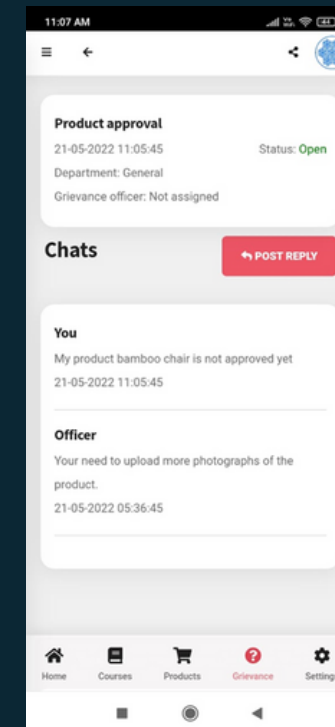 11:07 AM
44
Product approval
21-05-2022 11:05:45
Status: Open
Department: General
Grievance officer: Not assigned
Chats
POST REPLY
You
My product bamboo chair is not approved yet
21-05-2022 11:05:45
Officer
Your need to upload more photographs of the
product.
21-05-2022 05:36:45
Home Courses Products Grievance Setting